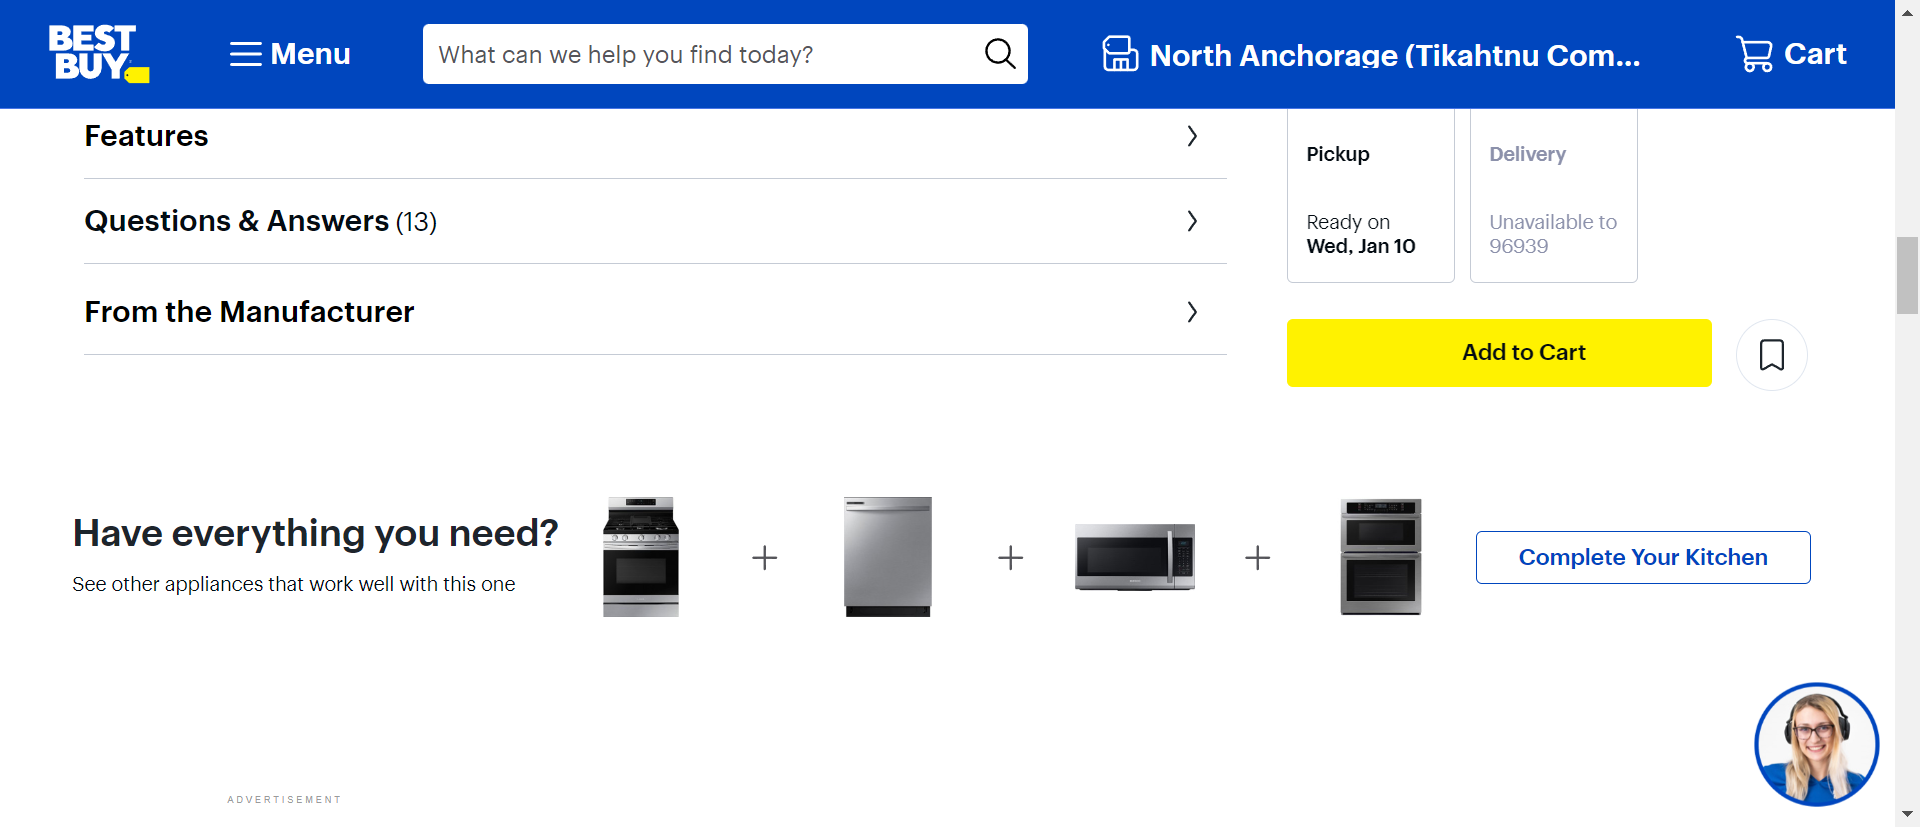 BEST
BUY
Menu
What can we help you find today?
North Anchorage (Tikahtnu Com...
Cart
Features
Questions & Answers (13)
From the Manufacturer
Pickup
Ready on
Wed, Jan 10
Delivery
Unavailable to
96939
Add to Cart
Have everything you need?
See other appliances that work well with this one
Complete Your Kitchen
ADVERTISEMENT